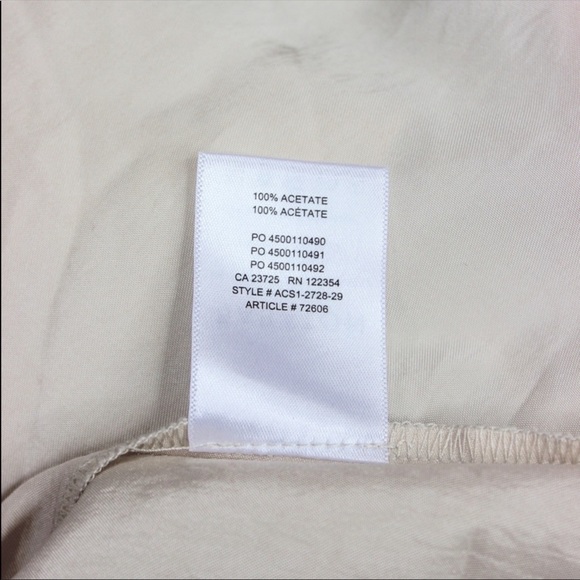 100% ACETATE
100% ACÉTATE
PO 4500110490
PO 4500110491
PO 4500110492
CA 23725 RN 122354
STYLE # ACS1-2728-29
ARTICLE # 72606